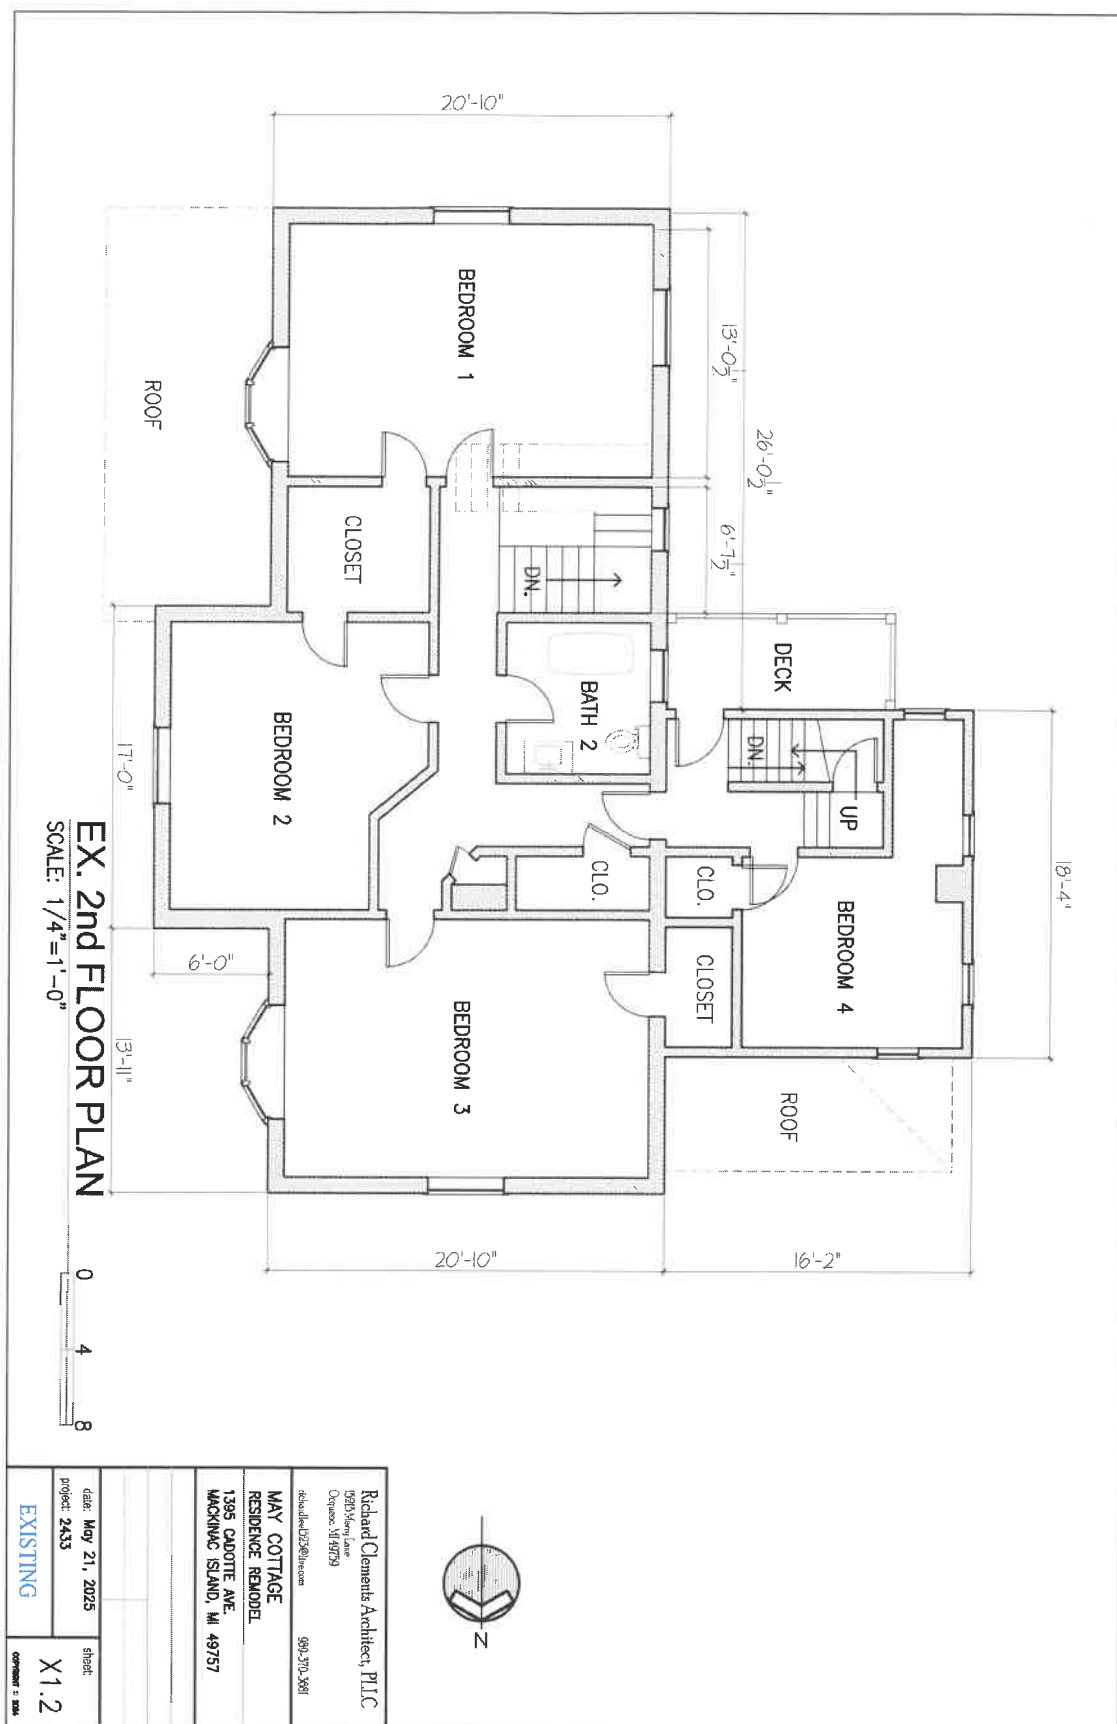 20'-10"
BEDROOM 1
13'-0½"
26'-0½"
6'-7½"
ROOF
CLOSET
DN.
DECK
BATH 2
BEDROOM 2
DN.
UP
18'-4"
17'-0"
CLO.
CLO.
BEDROOM 4
6'-0"
CLOSET
BEDROOM 3
13'-11"
ROOF
20'-10"
16'-2"
EX. 2nd FLOOR PLAN
SCALE: 1/4"=1'-0"
0 4 8
N
Richard Clements Architect, PLLC
Ocqueoc, MI 49759
989-370-3681
MAY COTTAGE
RESIDENCE REMODEL
1395 CADOTTE AVE.
MACKINAC ISLAND, MI 49757
date: May 21, 2025
project: 2433
EXISTING
sheet:
X1.2